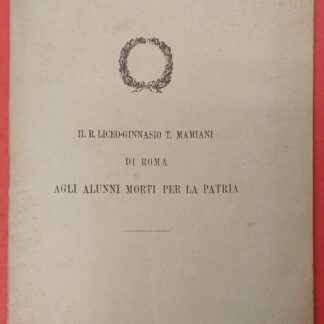 IL R. LICEO-GINNASIO T. MAMIANI
DI ROMA
AGLI ALUNNI MORTI PER LA PATRIA